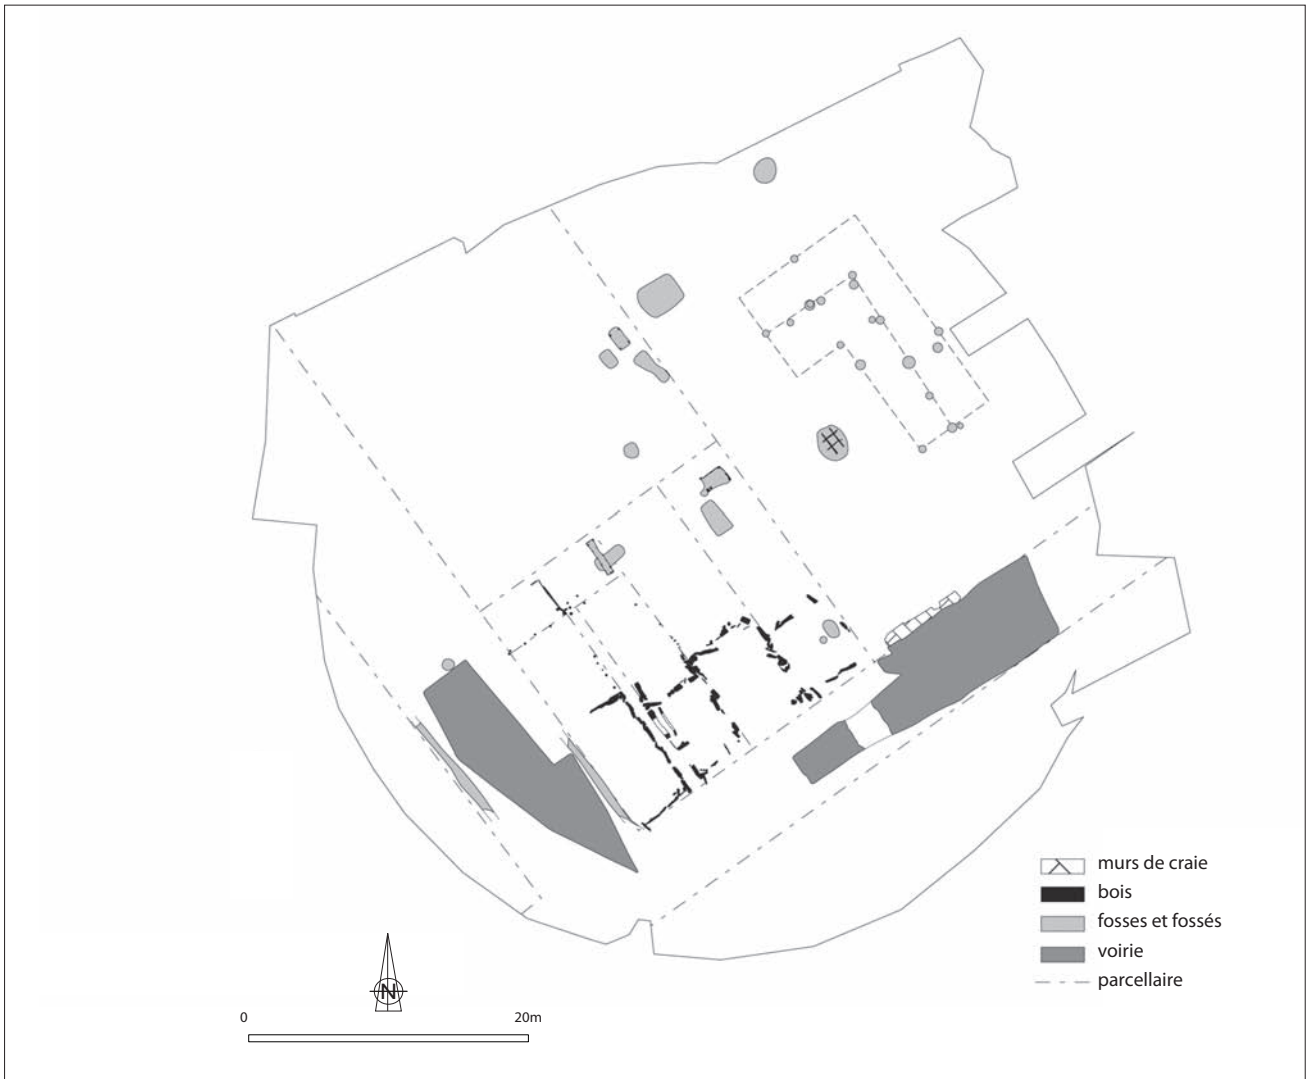 murs de craie
bois
fosses et fossés
voirie
parcellaire
N
0 20m